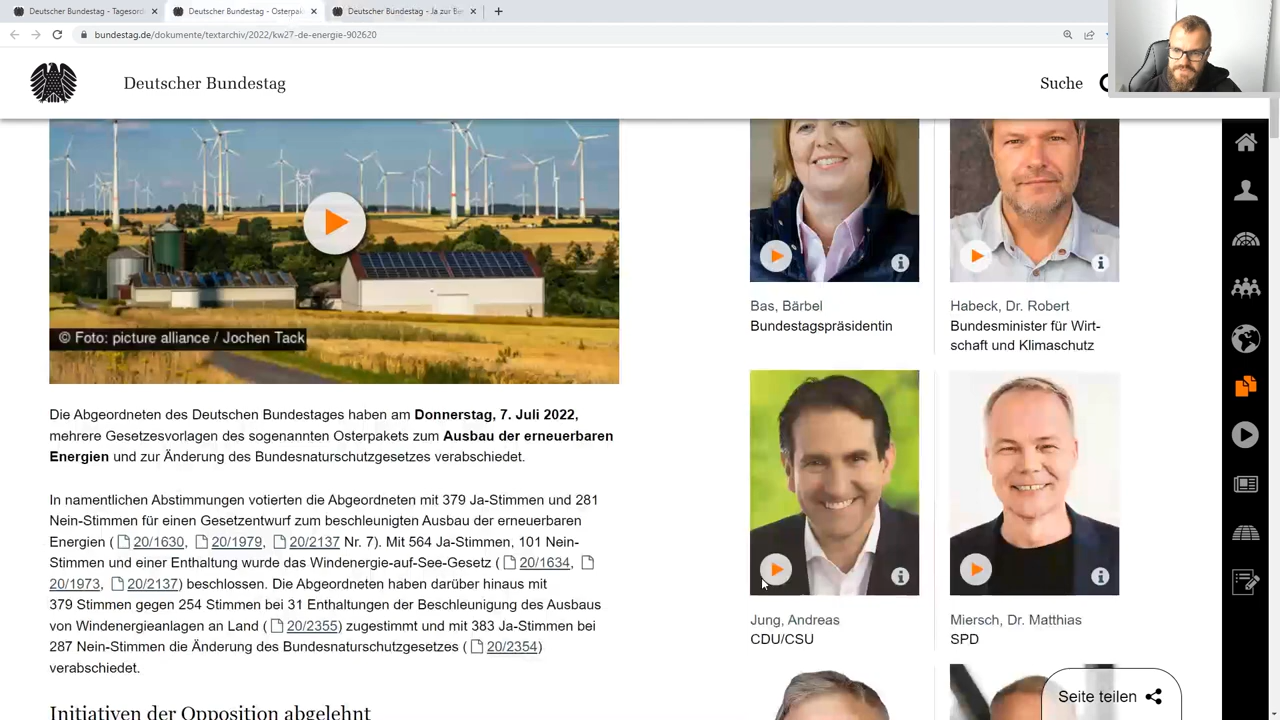 Deutscher Bundestag - Tagesord
Deutscher Bundestag - Osterpak
Deutscher Bundestag - Ja zur Be
bundestag.de/dokumente/textarchiv/2022/kw27-de-energie-902620
Deutscher Bundestag
Suche
© Foto: picture alliance / Jochen Tack
Die Abgeordneten des Deutschen Bundestages haben am Donnerstag, 7. Juli 2022,
mehrere Gesetzesvorlagen des sogenannten Osterpakets zum Ausbau der erneuerbaren
Energien und zur Änderung des Bundesnaturschutzgesetzes verabschiedet.
In namentlichen Abstimmungen votierten die Abgeordneten mit 379 Ja-Stimmen und 281
Nein-Stimmen für einen Gesetzentwurf zum beschleunigten Ausbau der erneuerbaren
Energien ( 20/1630, 20/1979, 20/2137 Nr. 7). Mit 564 Ja-Stimmen, 101 Nein-
Stimmen und einer Enthaltung wurde das Windenergie-auf-See-Gesetz ( 20/1634,
20/1973, 20/2137) beschlossen. Die Abgeordneten haben darüber hinaus mit
379 Stimmen gegen 254 Stimmen bei 31 Enthaltungen der Beschleunigung des Ausbaus
von Windenergieanlagen an Land ( 20/2355) zugestimmt und mit 383 Ja-Stimmen bei
287 Nein-Stimmen die Änderung des Bundesnaturschutzgesetzes ( 20/2354)
verabschiedet.
Initiativen der Opposition abgelehnt
Bas, Bärbel
Bundestagspräsidentin
Habeck, Dr. Robert
Bundesminister für Wirt-
schaft und Klimaschutz
Jung, Andreas
CDU/CSU
Miersch, Dr. Matthias
SPD
Seite teilen